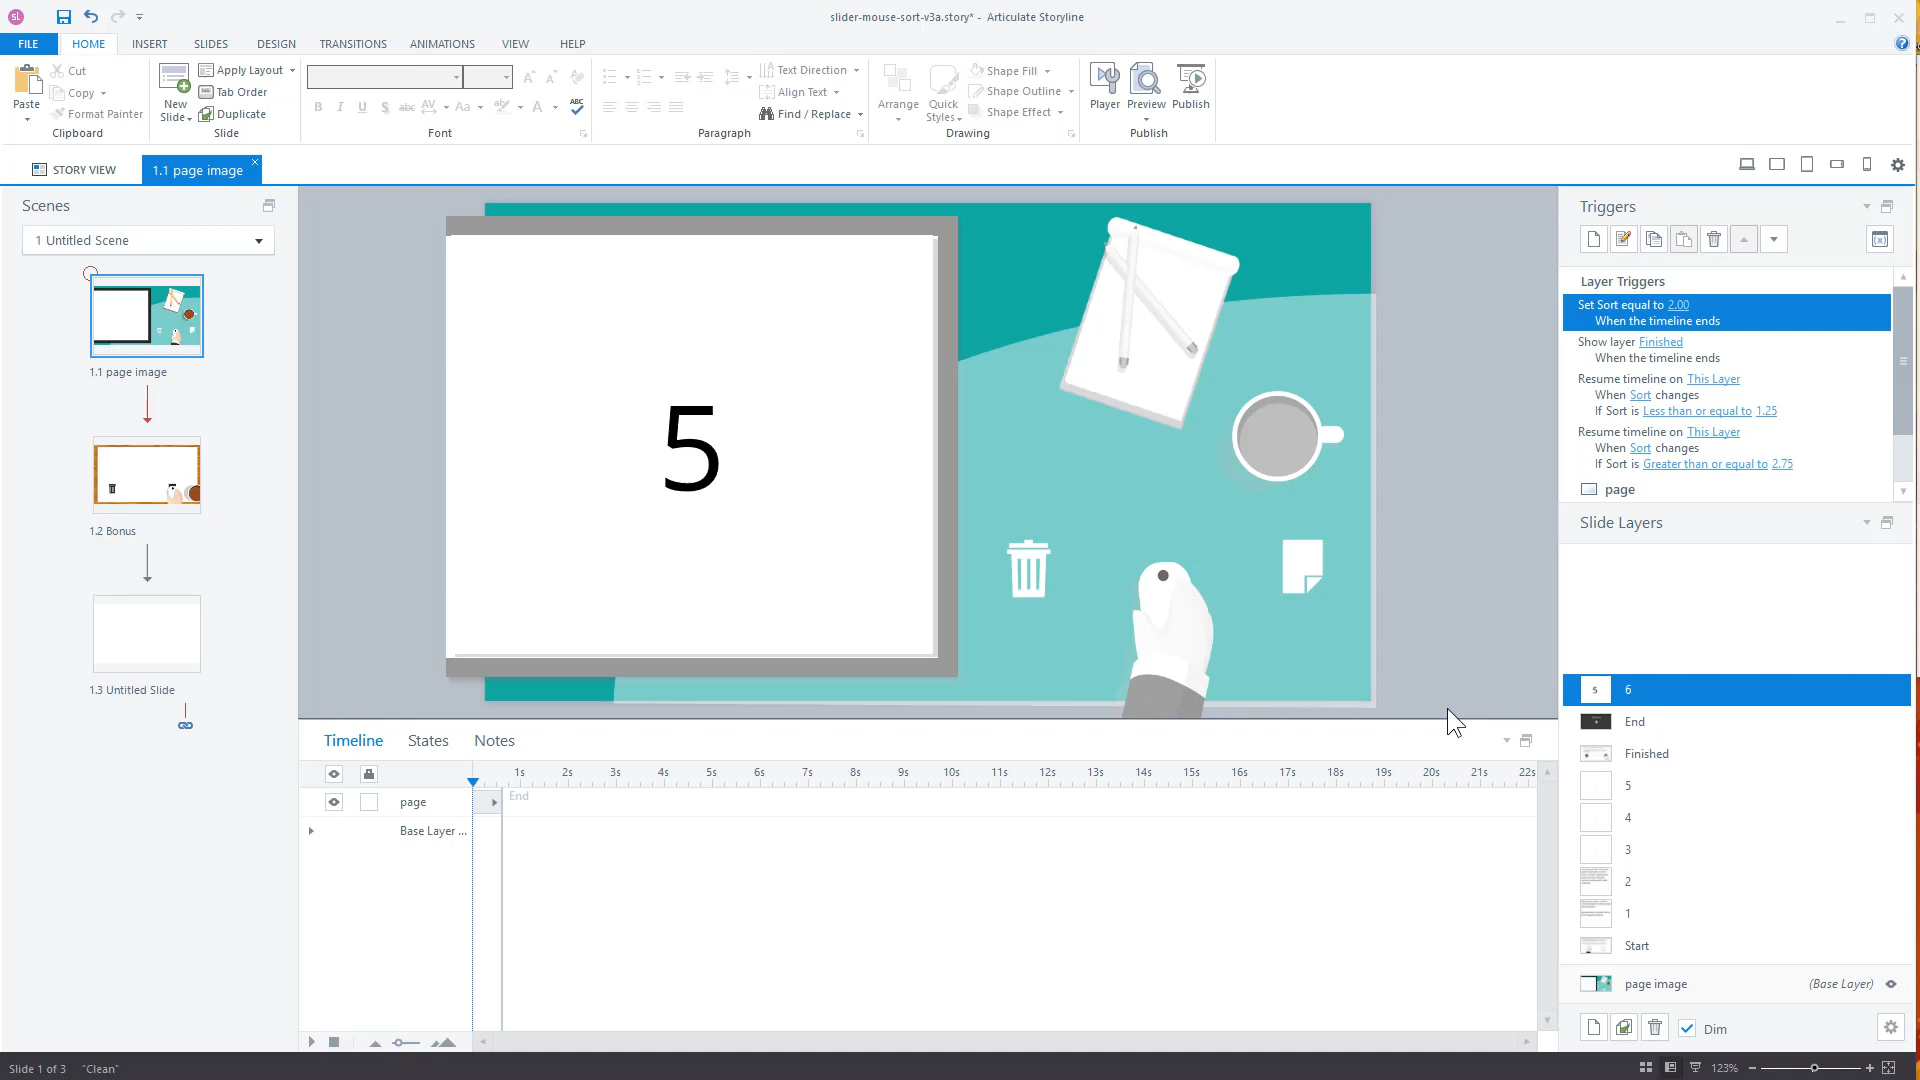 sl
slider-mouse-sort-v3a.story* - Articulate Storyline
FILE
HOME
INSERT
SLIDES
DESIGN
TRANSITIONS
ANIMATIONS
VIEW
HELP
Paste
Cut
Copy
Format Painter
Clipboard
New
Slide
Apply Layout
Tab Order
Duplicate
Slide
B I U S abc AV Aa A ABC
Font
Text Direction
Align Text
Find / Replace
Paragraph
Arrange
Quick
Styles
Shape Fill
Shape Outline
Shape Effect
Drawing
Player
Preview
Publish
Publish
STORY VIEW
1.1 page image
Scenes
1 Untitled Scene
1.1 page image
1.2 Bonus
1.3 Untitled Slide
5
Timeline
States
Notes
1s 2s 3s 4s 5s 6s 7s 8s 9s 10s 11s 12s 13s 14s 15s 16s 17s 18s 19s 20s 21s 22s
page
End
Base Layer ...
Triggers
Layer Triggers
Set Sort equal to 2.00
When the timeline ends
Show layer Finished
When the timeline ends
Resume timeline on This Layer
When Sort changes
If Sort is Less than or equal to 1.25
Resume timeline on This Layer
When Sort changes
If Sort is Greater than or equal to 2.75
page
Slide Layers
5 6
End
Finished
5
4
3
2
1
Start
page image (Base Layer)
Dim
Slide 1 of 3 "Clean"
123%